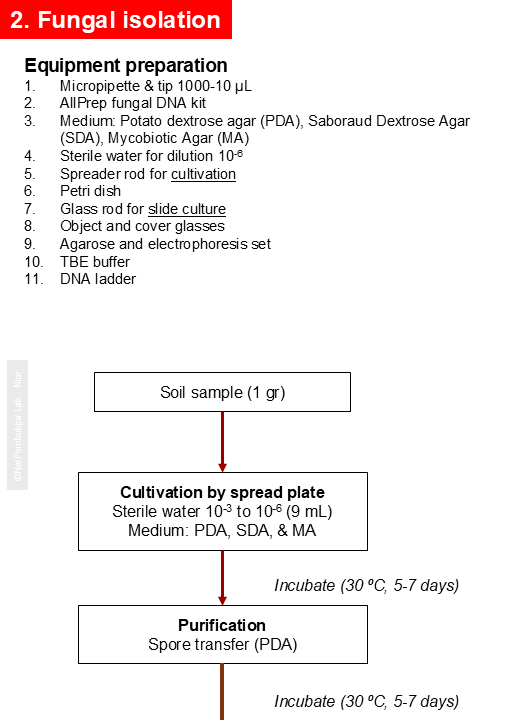 2. Fungal isolation
Equipment preparation
1. Micropipette & tip 1000-10 µL
2. AllPrep fungal DNA kit
3. Medium: Potato dextrose agar (PDA), Saboraud Dextrose Agar
(SDA), Mycobiotic Agar (MA)
4. Sterile water for dilution 10-6
5. Spreader rod for cultivation
6. Petri dish
7. Glass rod for slide culture
8. Object and cover glasses
9. Agarose and electrophoresis set
10. TBE buffer
11. DNA ladder
©NatPombubpa Lab - Niar
Soil sample (1 gr)
Cultivation by spread plate
Sterile water 10-3 to 10-6 (9 mL)
Medium: PDA, SDA, & MA
Incubate (30 ºC, 5-7 days)
Purification
Spore transfer (PDA)
Incubate (30 ºC, 5-7 days)